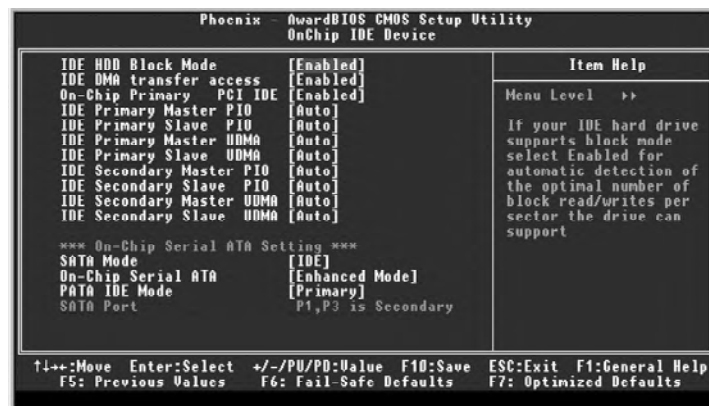 Phoenix - AwardBIOS CMOS Setup Utility
OnChip IDE Device
IDE HDD Block Mode [Enabled]
IDE DMA transfer access [Enabled]
On-Chip Primary PCI IDE [Enabled]
IDE Primary Master PIO [Auto]
IDE Primary Slave PIO [Auto]
IDE Primary Master UDMA [Auto]
IDE Primary Slave UDMA [Auto]
IDE Secondary Master PIO [Auto]
IDE Secondary Slave PIO [Auto]
IDE Secondary Master UDMA [Auto]
IDE Secondary Slave UDMA [Auto]
*** On-Chip Serial ATA Setting ***
SATA Mode [IDE]
On-Chip Serial ATA [Enhanced Mode]
PATA IDE Mode [Primary]
SATA Port P1,P3 is Secondary
Item Help
Menu Level ▸▸
If your IDE hard drive
supports block mode
select Enabled for
automatic detection of
the optimal number of
block read/writes per
sector the drive can
support
↑↓→←:Move Enter:Select +/-/PU/PD:Value F10:Save ESC:Exit F1:General Help
F5: Previous Values F6: Fail-Safe Defaults F7: Optimized Defaults